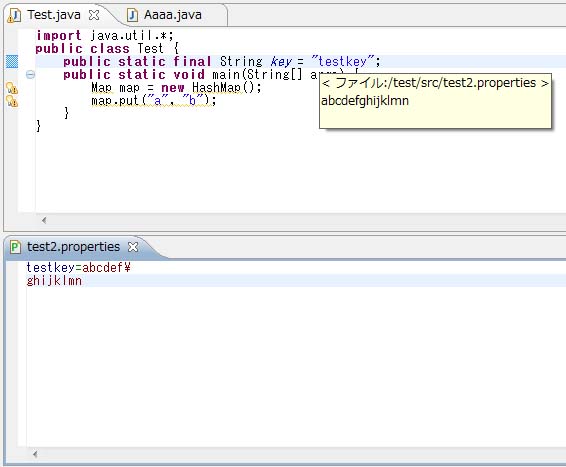 Test.java Aaaa.java
import java.util.*;
public class Test {
public static final String key = "testkey";
public static void main(String[] args) {
Map map = new HashMap();
map.put("a", "b");
}
}
< ファイル:/test/src/test2.properties >
abcdefghijklmn
test2.properties
testkey=abcdef¥
ghijklmn